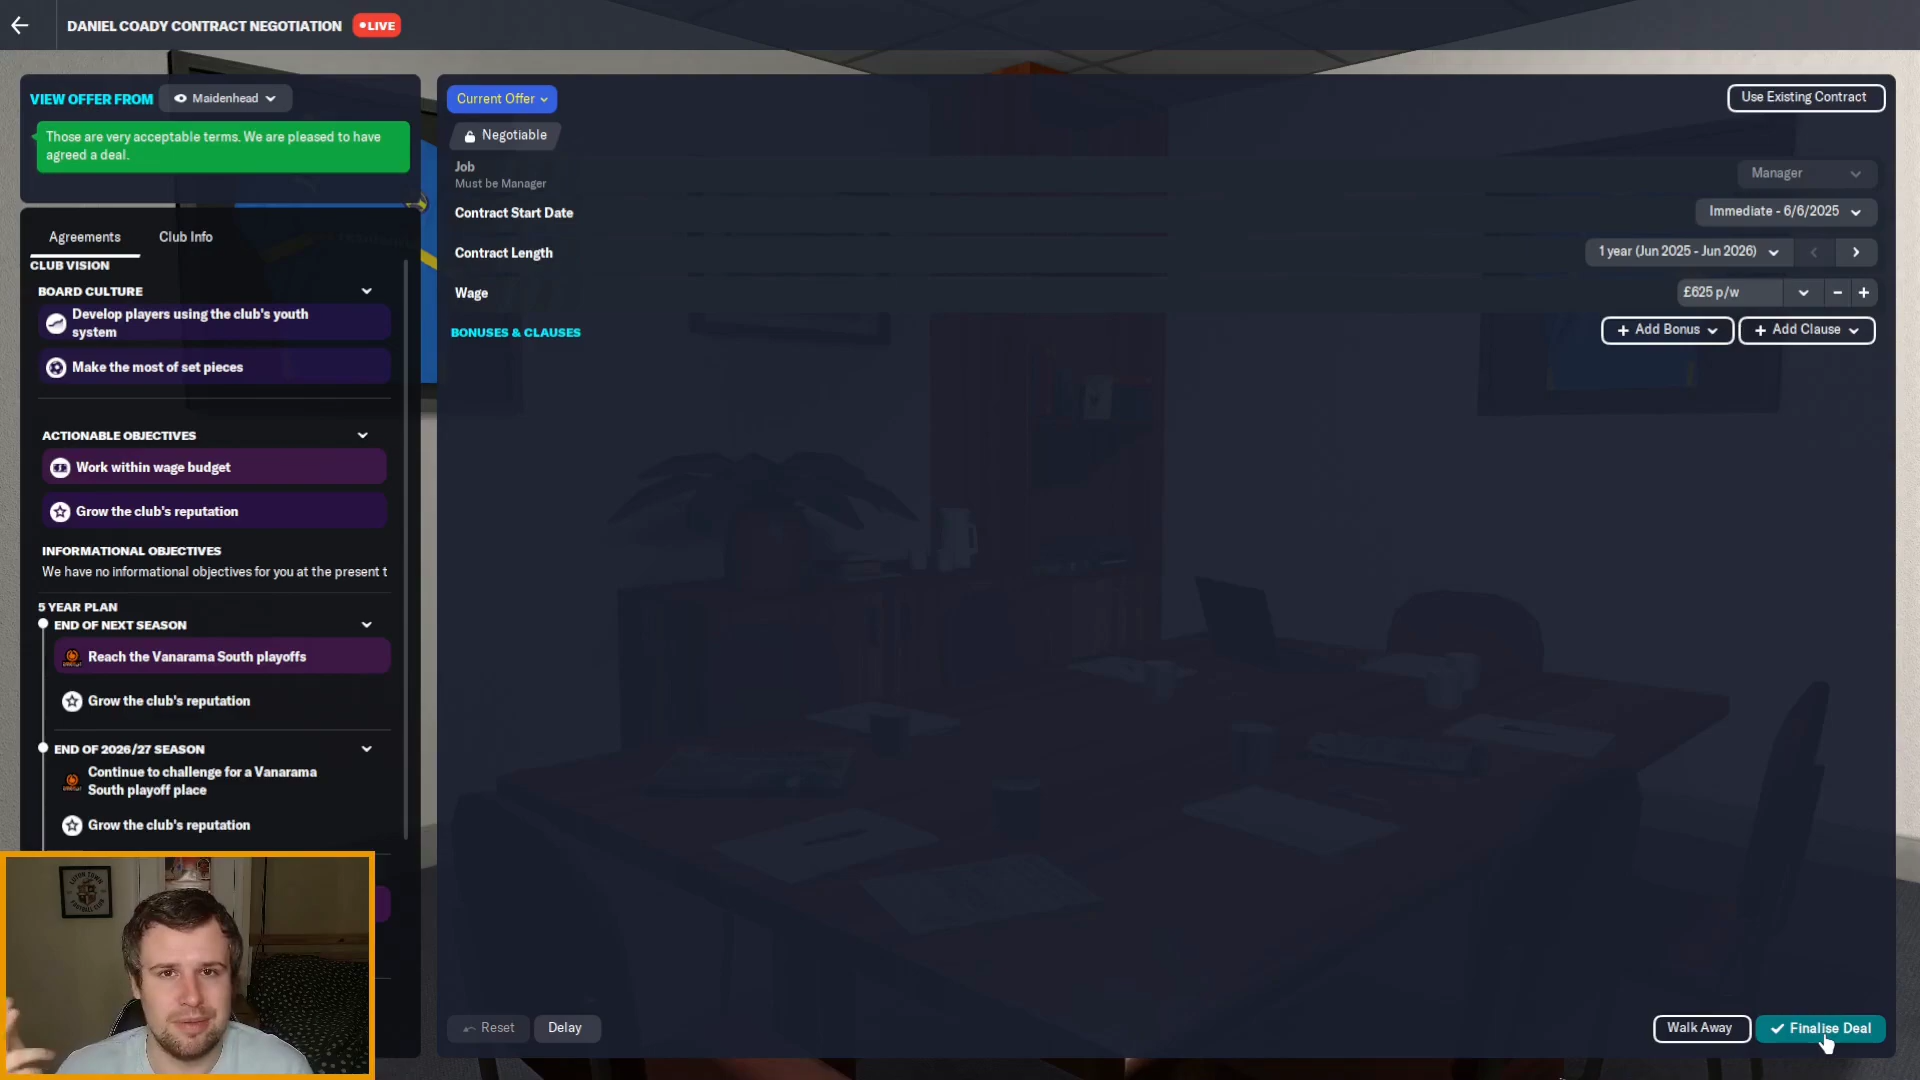 DANIEL COADY CONTRACT NEGOTIATION
LIVE
VIEW OFFER FROM
Maidenhead
Those are very acceptable terms. We are pleased to have
agreed a deal.
Agreements
Club Info
CLUB VISION
BOARD CULTURE
Develop players using the club's youth
system
Make the most of set pieces
ACTIONABLE OBJECTIVES
Work within wage budget
Grow the club's reputation
INFORMATIONAL OBJECTIVES
We have no informational objectives for you at the present t
5 YEAR PLAN
END OF NEXT SEASON
Reach the Vanarama South playoffs
Grow the club's reputation
END OF 2026/27 SEASON
Continue to challenge for a Vanarama
South playoff place
Grow the club's reputation
Current Offer
Use Existing Contract
Negotiable
Job
Must be Manager
Manager
Contract Start Date
Immediate - 6/6/2025
Contract Length
1 year (Jun 2025 - Jun 2026)
Wage
£625 p/w
BONUSES & CLAUSES
+ Add Bonus
+ Add Clause
LUTON TOWN
FOOTBALL CLUB
Reset
Delay
Walk Away
Finalise Deal